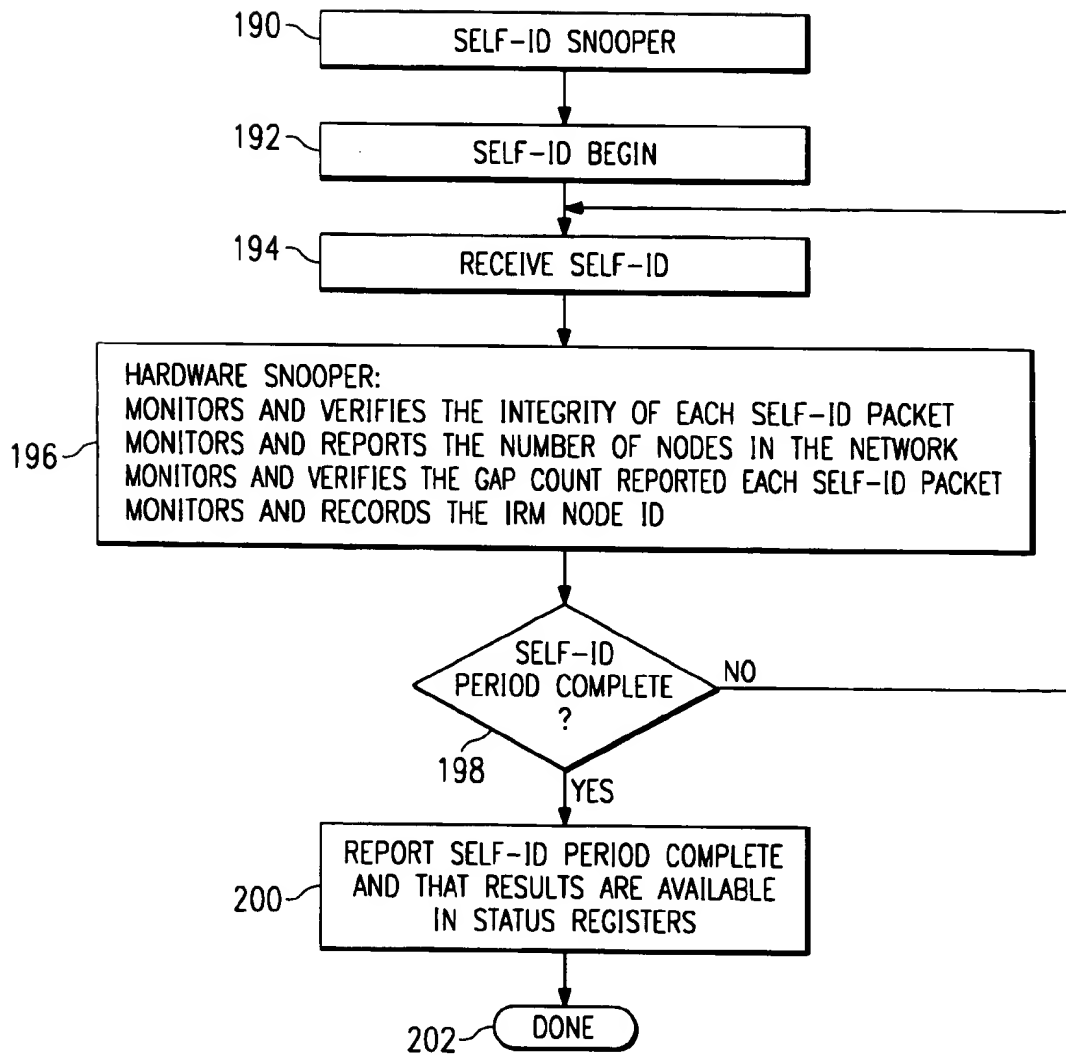 190
SELF-ID SNOOPER
192
SELF-ID BEGIN
194
RECEIVE SELF-ID
196
HARDWARE SNOOPER:
MONITORS AND VERIFIES THE INTEGRITY OF EACH SELF-ID PACKET
MONITORS AND REPORTS THE NUMBER OF NODES IN THE NETWORK
MONITORS AND VERIFIES THE GAP COUNT REPORTED EACH SELF-ID PACKET
MONITORS AND RECORDS THE IRM NODE ID
SELF-ID
PERIOD COMPLETE
?
NO
198
YES
200
REPORT SELF-ID PERIOD COMPLETE
AND THAT RESULTS ARE AVAILABLE
IN STATUS REGISTERS
202
DONE